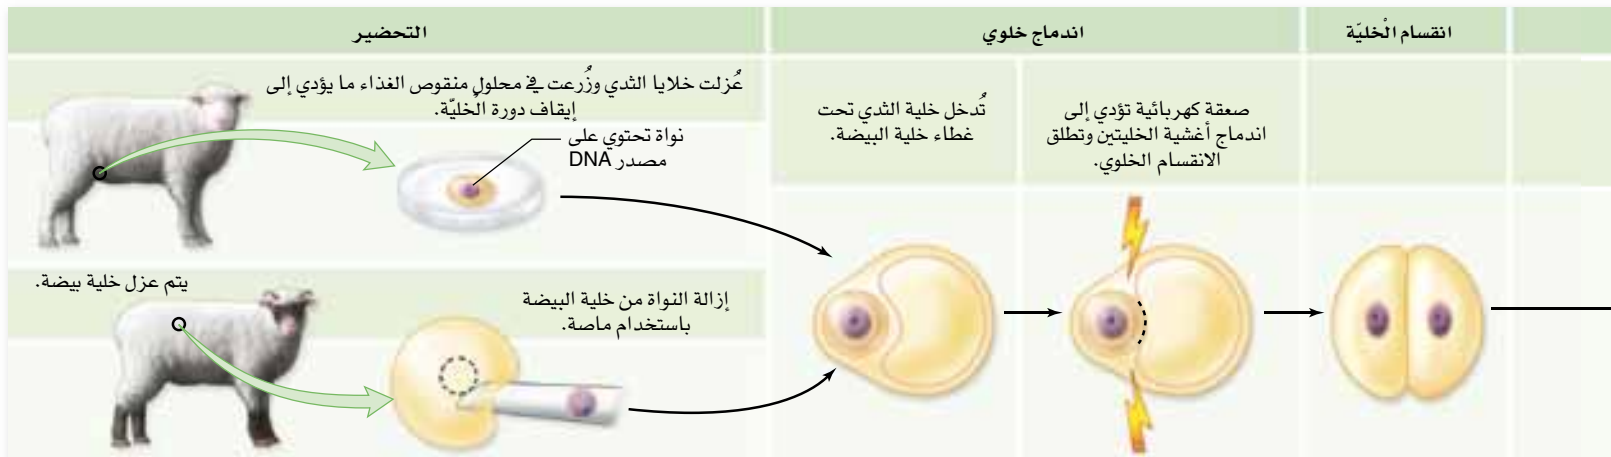 التحضير
اندماج خلوي
انقسام الْخليّة
عُزلت خلايا الثدي وزُرعت في محلول منقوص الغذاء ما يؤدي إلى
إيقاف دورة الخليّة.
نواة تحتوي على
مصدر DNA
تُدخل خلية الثدي تحت
غطاء خلية البيضة.
صعقة كهربائية تؤدي إلى
اندماج أغشية الخليتين وتطلق
الانقسام الخلوي.
يتم عزل خلية بيضة.
إزالة النواة من خلية البيضة
باستخدام ماصة.